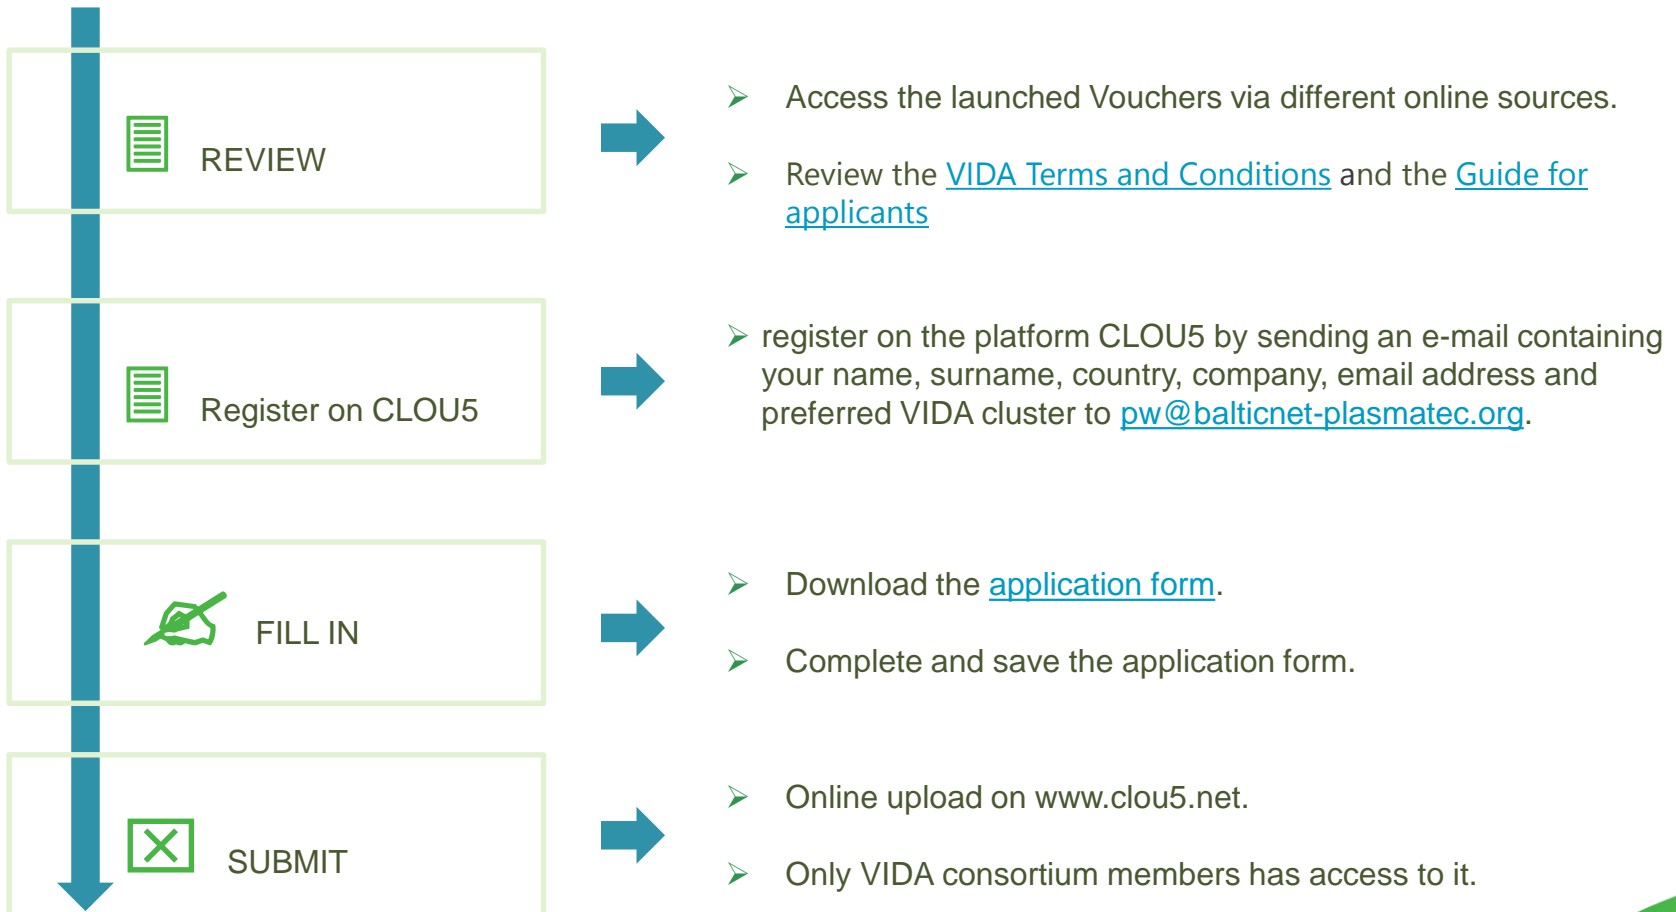 REVIEW
➢ Access the launched Vouchers via different online sources.
➢ Review the VIDA Terms and Conditions and the Guide for
applicants
Register on CLOU5
➢ register on the platform CLOU5 by sending an e-mail containing
your name, surname, country, company, email address and
preferred VIDA cluster to pw@balticnet-plasmatec.org.
FILL IN
➢ Download the application form.
➢ Complete and save the application form.
SUBMIT
➢ Online upload on www.clou5.net.
➢ Only VIDA consortium members has access to it.